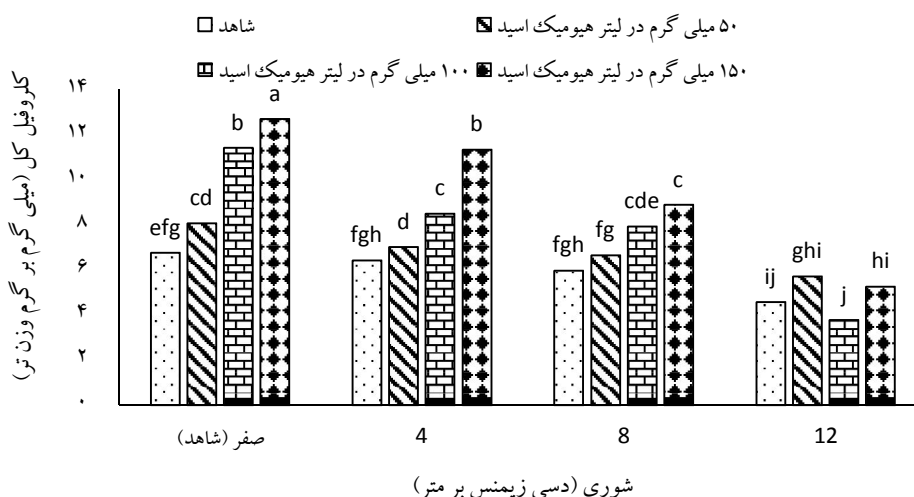 شاهد
۵۰ میلی گرم در لیتر هیومیک اسید
۱۰۰ میلی گرم در لیتر هیومیک اسید
۱۵۰ میلی گرم در لیتر هیومیک اسید
کلروفیل کل (میلی گرم بر گرم وزن تر)
۱۴
۱۲
۱۰
۸
۶
۴
۲
۰
efg cd b a
fgh d c b
fgh fg cde c
ij ghi j hi
صفر (شاهد) 4 8 12
شوری (دسی زیمنس بر متر)